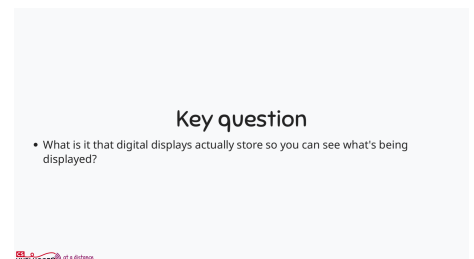 Key question
• What is it that digital displays actually store so you can see what's being
displayed?
CS
at a distance